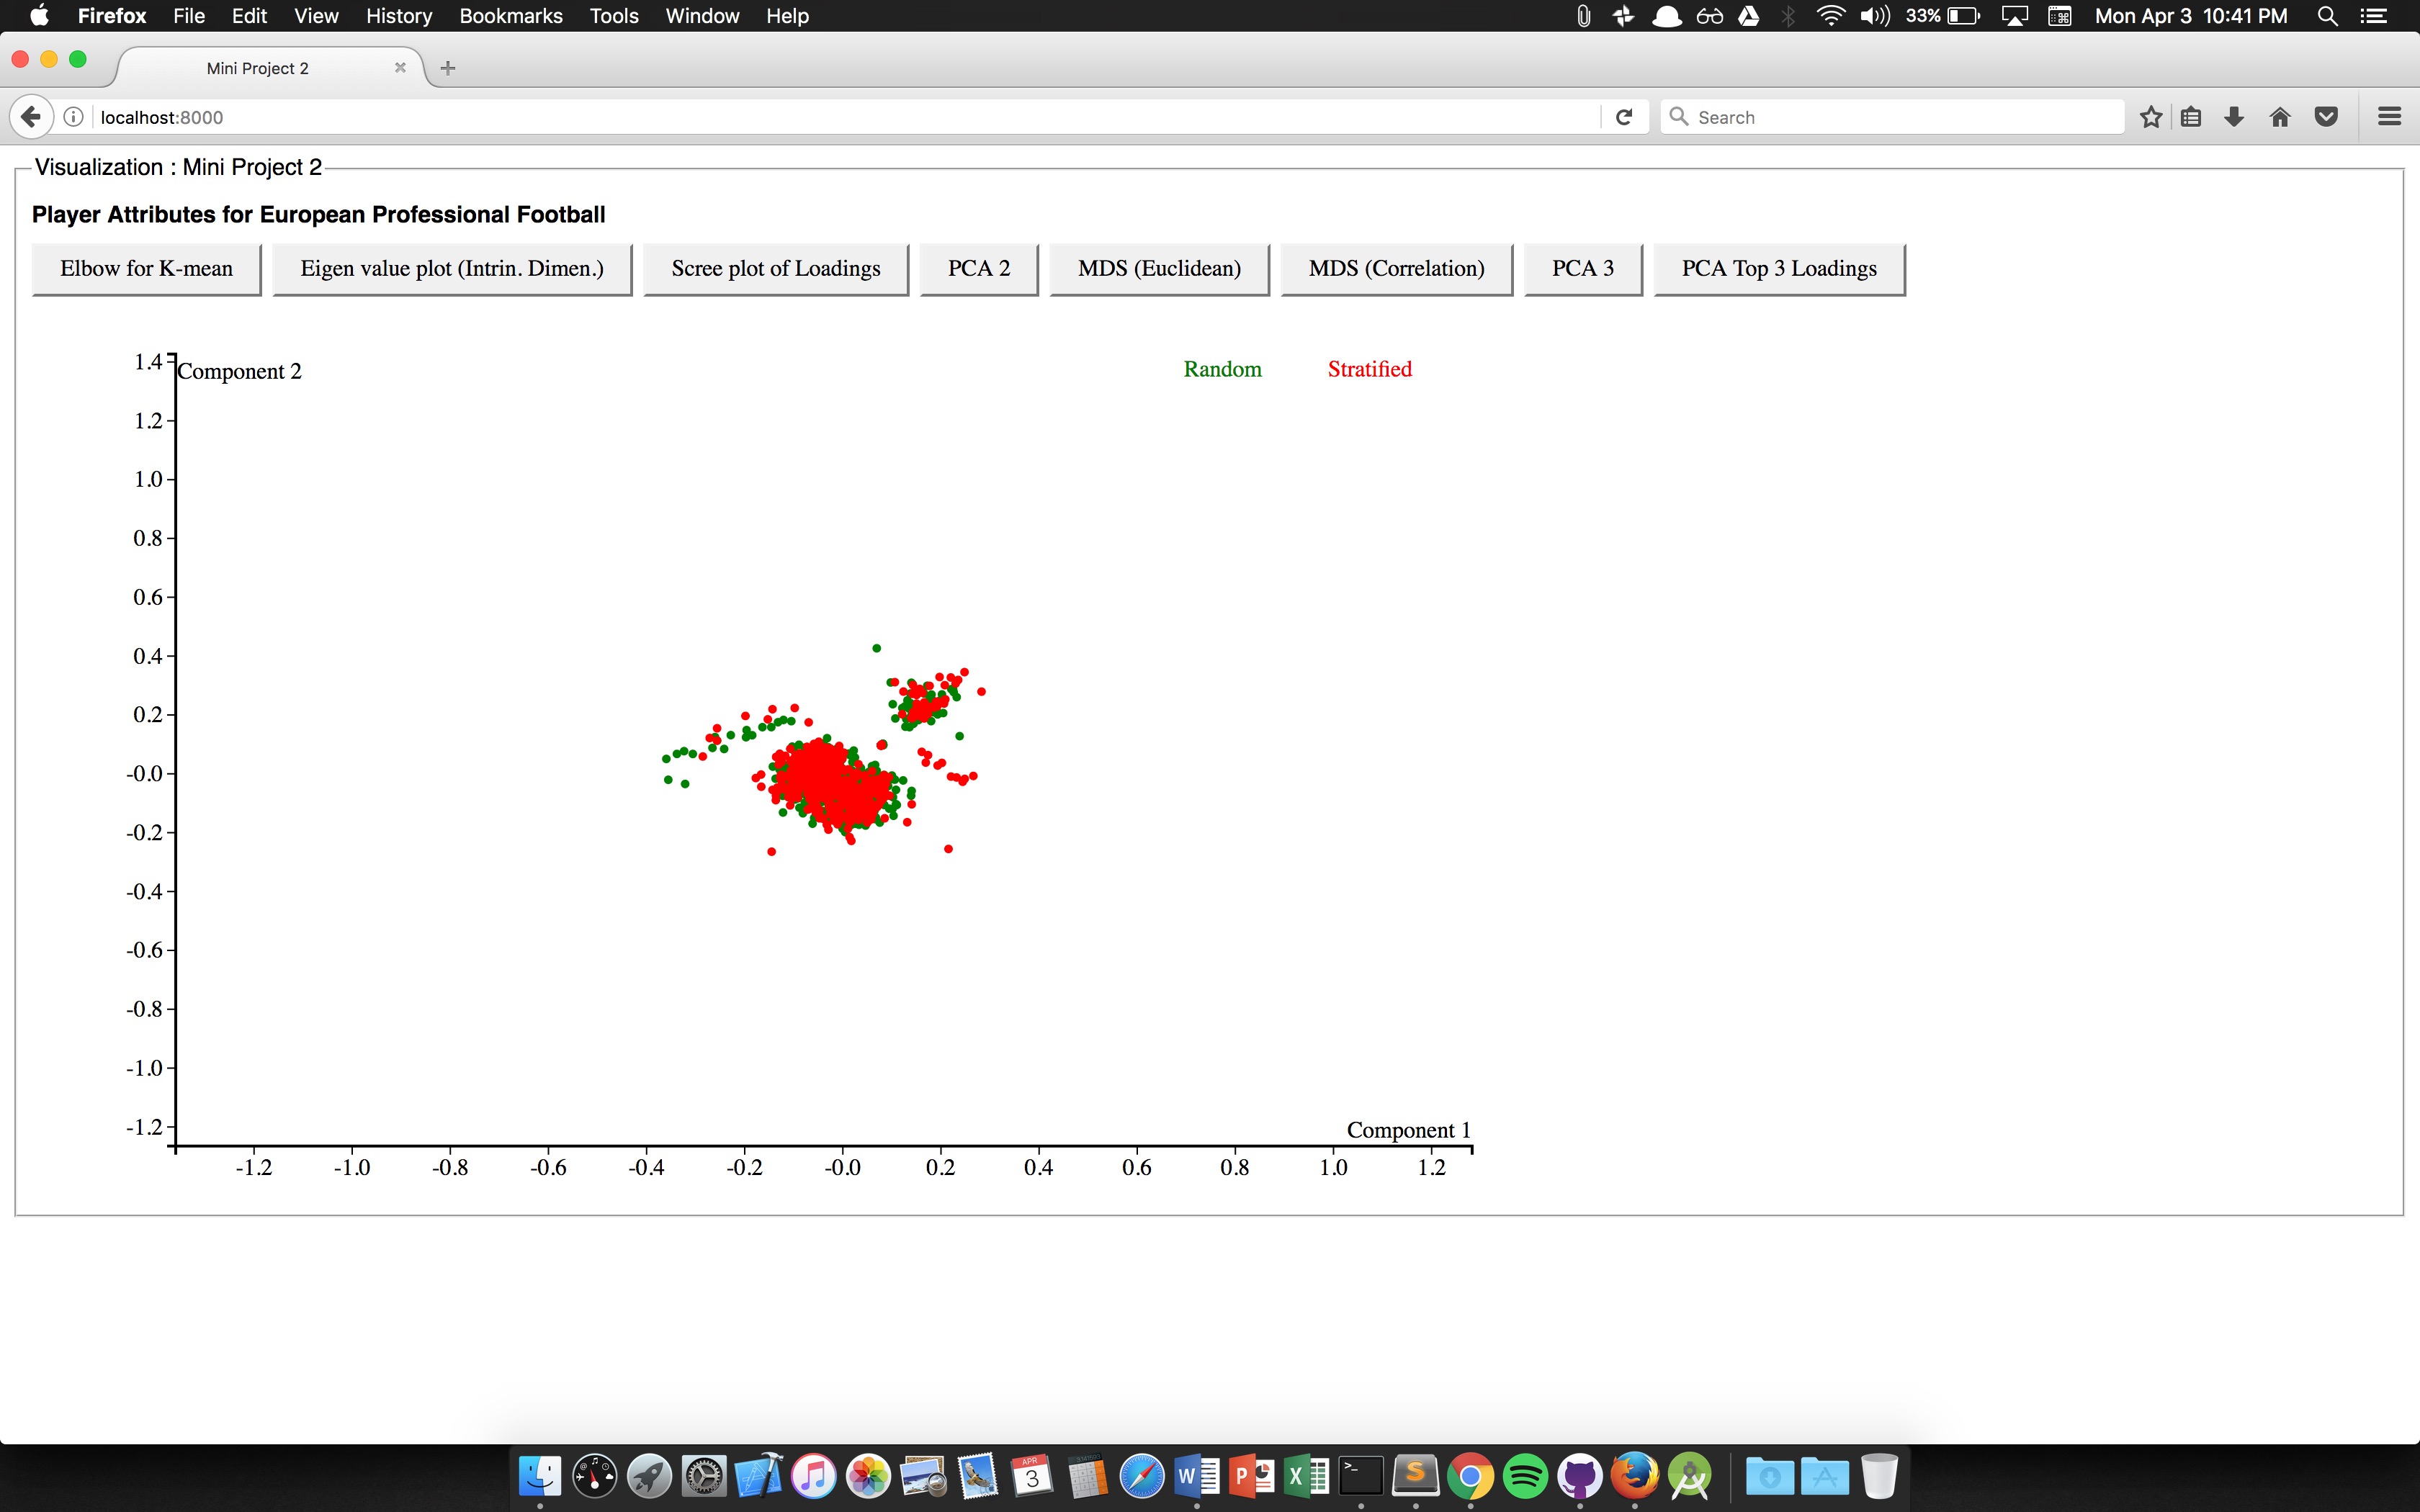 Firefox File Edit View History Bookmarks Tools Window Help 33% Mon Apr 3 10:41 PM
Mini Project 2
localhost:8000 Search
Visualization : Mini Project 2
Player Attributes for European Professional Football
Elbow for K-mean Eigen value plot (Intrin. Dimen.) Scree plot of Loadings PCA 2 MDS (Euclidean) MDS (Correlation) PCA 3 PCA Top 3 Loadings
1.4 Component 2 Random Stratified
1.2
1.0
0.8
0.6
0.4
0.2
-0.0
-0.2
-0.4
-0.6
-0.8
-1.0
-1.2 Component 1
-1.2 -1.0 -0.8 -0.6 -0.4 -0.2 -0.0 0.2 0.4 0.6 0.8 1.0 1.2
APR
3
W P X >_ S